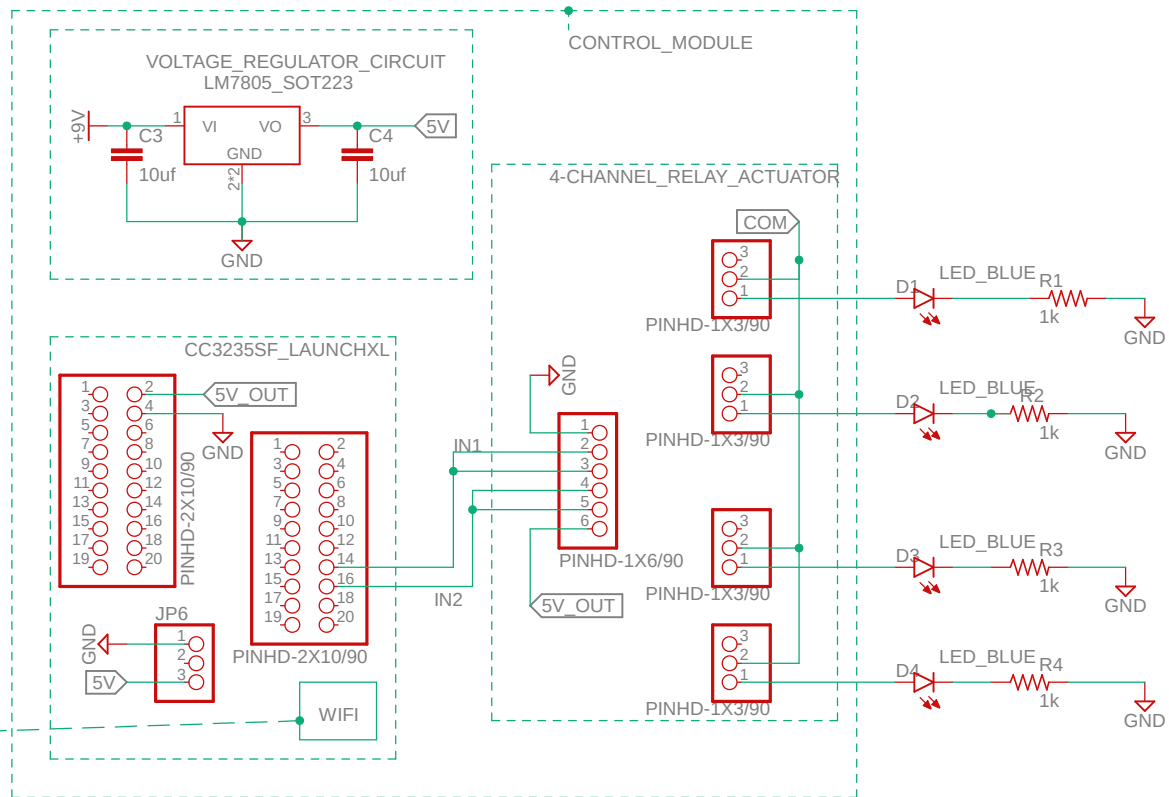 CONTROL_MODULE
VOLTAGE_REGULATOR_CIRCUIT
LM7805_SOT223
+9V
1
VI
VO
3
5V
C3
10uf
GND
2*2
C4
10uf
GND
4-CHANNEL_RELAY_ACTUATOR
COM
3
2
1
PINHD-1X3/90
D1
LED_BLUE
R1
1k
GND
3
2
1
PINHD-1X3/90
D2
LED_BLUE
R2
1k
GND
GND
1
2
3
4
5
6
PINHD-1X6/90
5V_OUT
3
2
1
PINHD-1X3/90
D3
LED_BLUE
R3
1k
GND
3
2
1
PINHD-1X3/90
D4
LED_BLUE
R4
1k
GND
CC3235SF_LAUNCHXL
1 2
3 4
5 6
7 8
9 10
11 12
13 14
15 16
17 18
19 20
PINHD-2X10/90
5V_OUT
GND
1 2
3 4
5 6
7 8
9 10
11 12
13 14
15 16
17 18
19 20
PINHD-2X10/90
IN1
IN2
JP6
GND
1
2
3
5V
WIFI